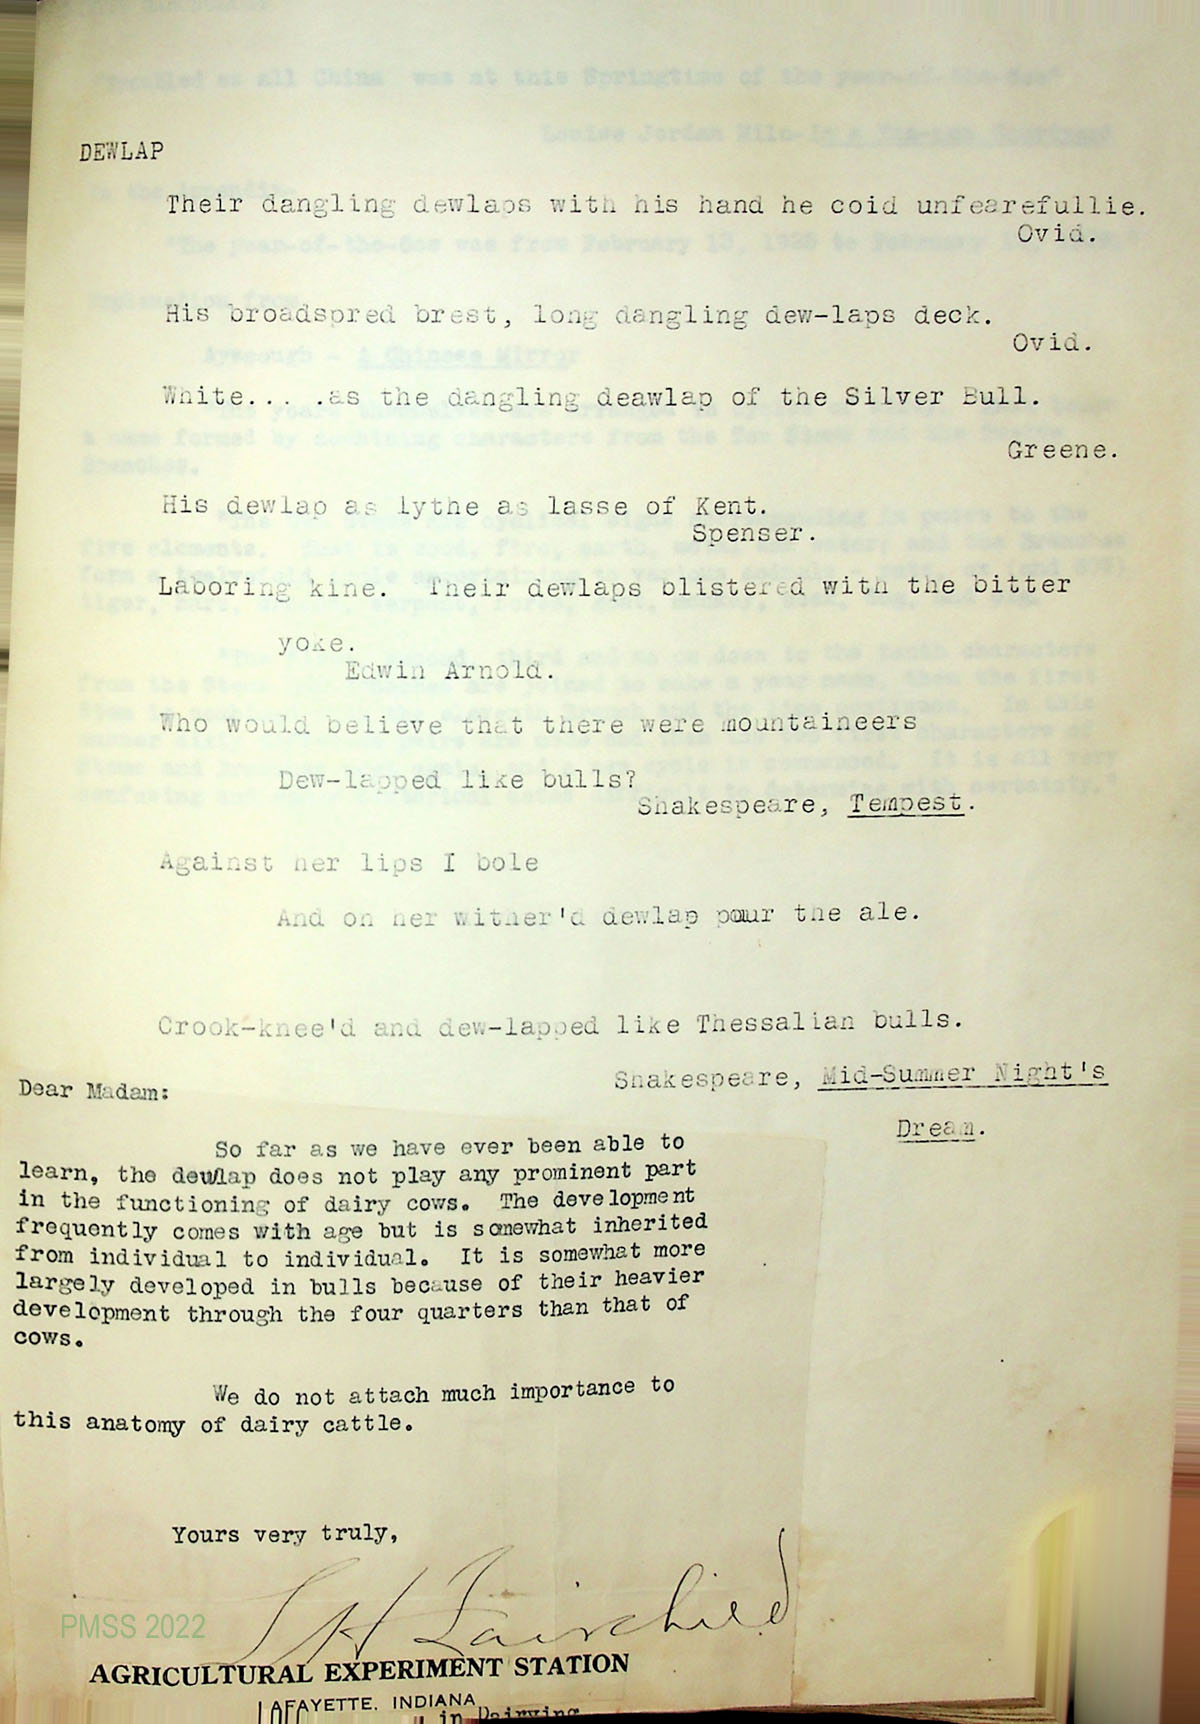 DEWLAP
Their dangling dewlaps with his hand he coid unfearefullie.
Ovid.
His broadspred brest, long dangling dew-laps deck.
Ovid.
White... .as the dangling deawlap of the Silver Bull.
Greene.
His dewlap as lythe as lasse of Kent.
Spenser.
Laboring kine. Their dewlaps blistered with the bitter
yoke.
Edwin Arnold.
Who would believe that there were mountaineers
Dew-lapped like bulls?
Shakespeare, Tempest.
Against her lips I bole
And on her wither'd dewlap pour the ale.
Crook-knee'd and dew-lapped like Thessalian bulls.
Shakespeare, Mid-Summer Night's
Dream.
Dear Madam:
So far as we have ever been able to
learn, the dewlap does not play any prominent part
in the functioning of dairy cows. The development
frequently comes with age but is somewhat inherited
from individual to individual. It is somewhat more
largely developed in bulls because of their heavier
development through the four quarters than that of
cows.
We do not attach much importance to
this anatomy of dairy cattle.
Yours very truly,
L H Fairchild
PMSS 2022
AGRICULTURAL EXPERIMENT STATION
LAFAYETTE, INDIANA
in Dairying